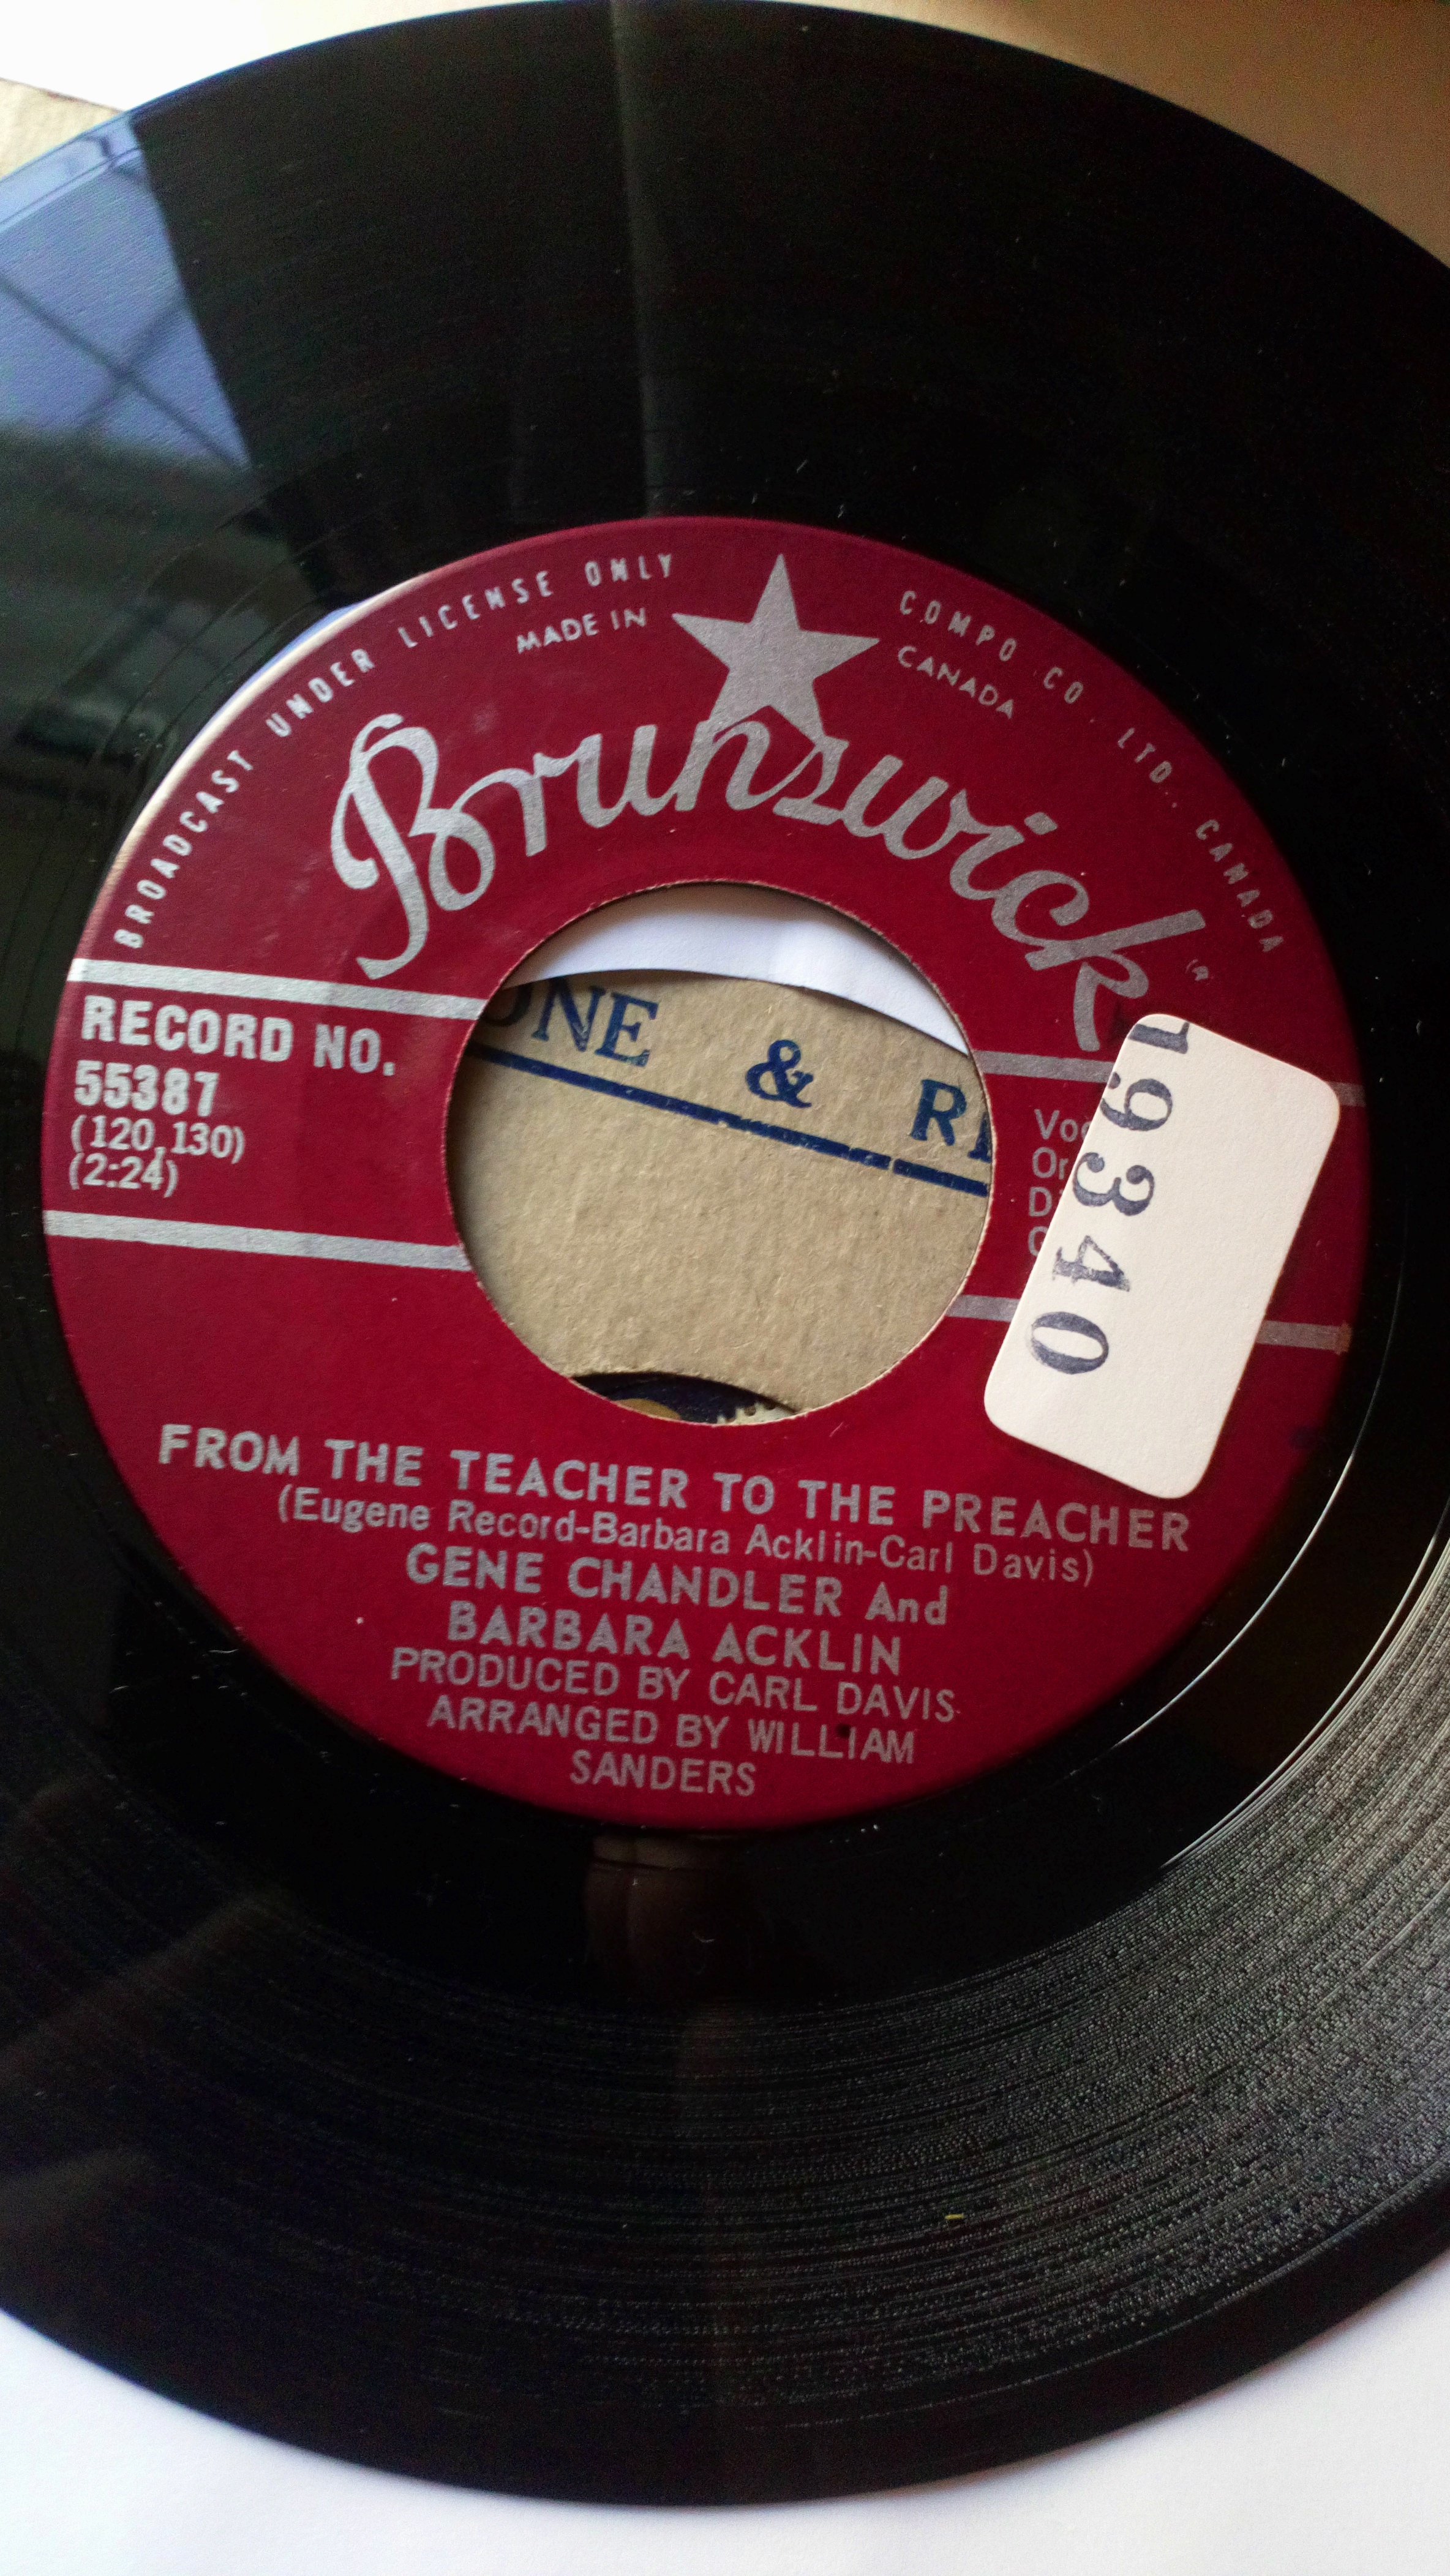 BROADCAST UNDER LICENSE ONLY
COMPO CO. LTD., CANADA
MADE IN CANADA
Brunswick
RECORD NO.
55387
(120,130)
(2:24)
19340
ONE &
FROM THE TEACHER TO THE PREACHER
(Eugene Record-Barbara Acklin-Carl Davis)
GENE CHANDLER And
BARBARA ACKLIN
PRODUCED BY CARL DAVIS
ARRANGED BY WILLIAM
SANDERS